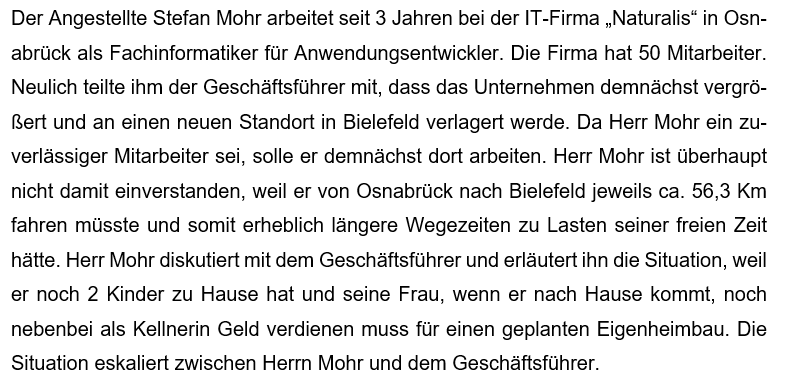 Der Angestellte Stefan Mohr arbeitet seit 3 Jahren bei der IT-Firma „Naturalis“ in Osn-
abrück als Fachinformatiker für Anwendungsentwickler. Die Firma hat 50 Mitarbeiter.
Neulich teilte ihm der Geschäftsführer mit, dass das Unternehmen demnächst vergrö-
ßert und an einen neuen Standort in Bielefeld verlagert werde. Da Herr Mohr ein zu-
verlässiger Mitarbeiter sei, solle er demnächst dort arbeiten. Herr Mohr ist überhaupt
nicht damit einverstanden, weil er von Osnabrück nach Bielefeld jeweils ca. 56,3 Km
fahren müsste und somit erheblich längere Wegezeiten zu Lasten seiner freien Zeit
hätte. Herr Mohr diskutiert mit dem Geschäftsführer und erläutert ihn die Situation, weil
er noch 2 Kinder zu Hause hat und seine Frau, wenn er nach Hause kommt, noch
nebenbei als Kellnerin Geld verdienen muss für einen geplanten Eigenheimbau. Die
Situation eskaliert zwischen Herrn Mohr und dem Geschäftsführer.